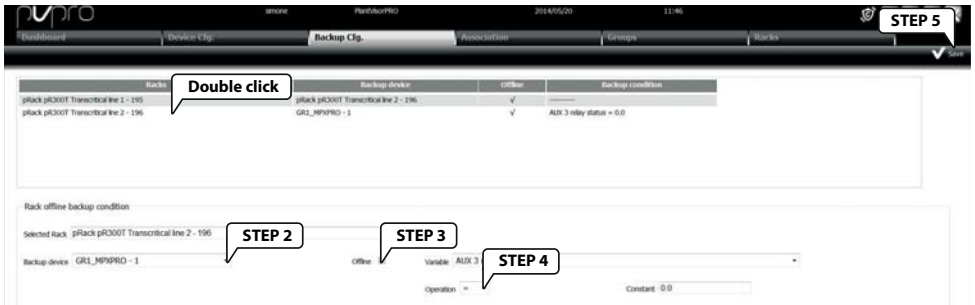 pvpro simone PlantVisorPRO 2014/05/20 11:46 STEP 5
Dashboard Device Cfg. Backup Cfg. Association Groups Racks
Save
Racks Backup device Offline Backup condition
Double click
pRack pR300T Transcritical line 1 - 195 pRack pR300T Transcritical line 2 - 196 √ ----------
pRack pR300T Transcritical line 2 - 196 GR1_MPXPRO - 1 √ AUX 3 relay status = 0.0
Rack offline backup condition
Selected Rack pRack pR300T Transcritical line 2 - 196
STEP 2 STEP 3
Backup device GR1_MPXPRO - 1 Offline Variable AUX 3
STEP 4
Operation = Constant 0.0